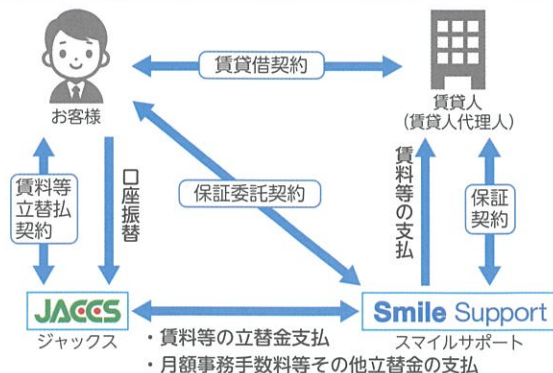 賃貸借契約
お客様
賃貸人
(賃貸人代理人)
賃料等
立替払
契約
口座振替
保証委託契約
賃料等の支払
保証
契約
JACCS
ジャックス
Smile Support
スマイルサポート
・賃料等の立替金支払
・月額事務手数料等その他立替金の支払